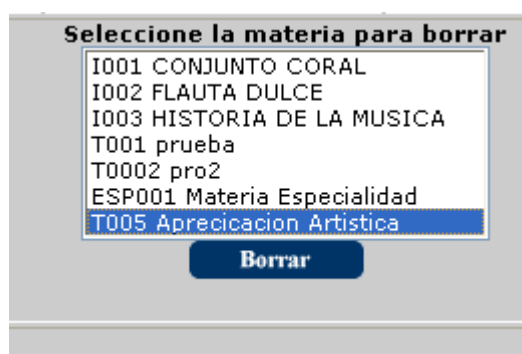 Seleccione la materia para borrar
I001 CONJUNTO CORAL
I002 FLAUTA DULCE
I003 HISTORIA DE LA MUSICA
T001 prueba
T0002 pro2
ESP001 Materia Especialidad
T005 Aprecicacion Artistica
Borrar